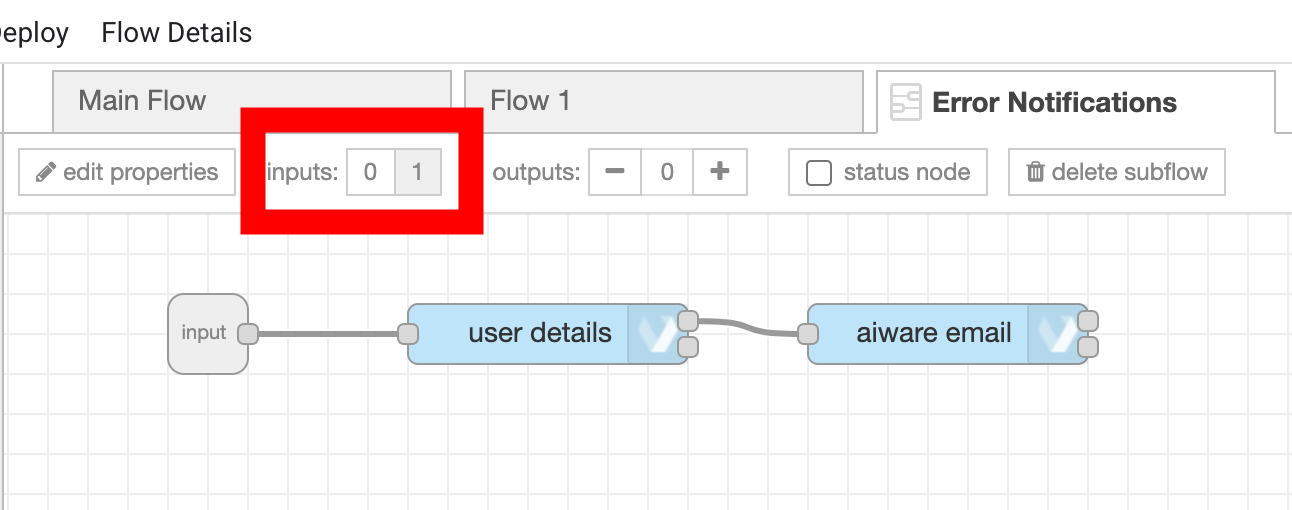 eploy Flow Details
Main Flow Flow 1 Error Notifications
edit properties inputs: 0 1 outputs: − 0 + status node delete subflow
input user details aiware email